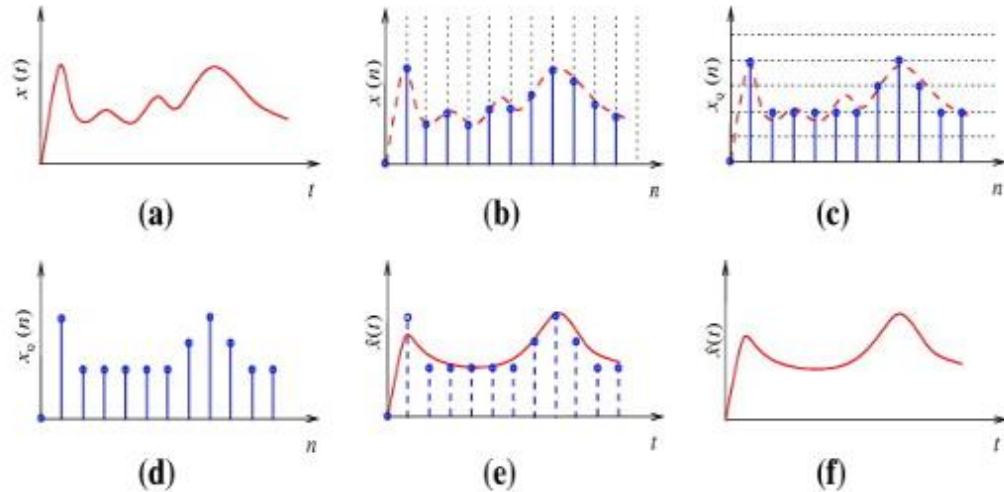 x(t)
t
(a)
x(n)
n
(b)
x_Q(n)
n
(c)
x_Q(n)
n
(d)
x̂(t)
t
(e)
x̂(t)
t
(f)